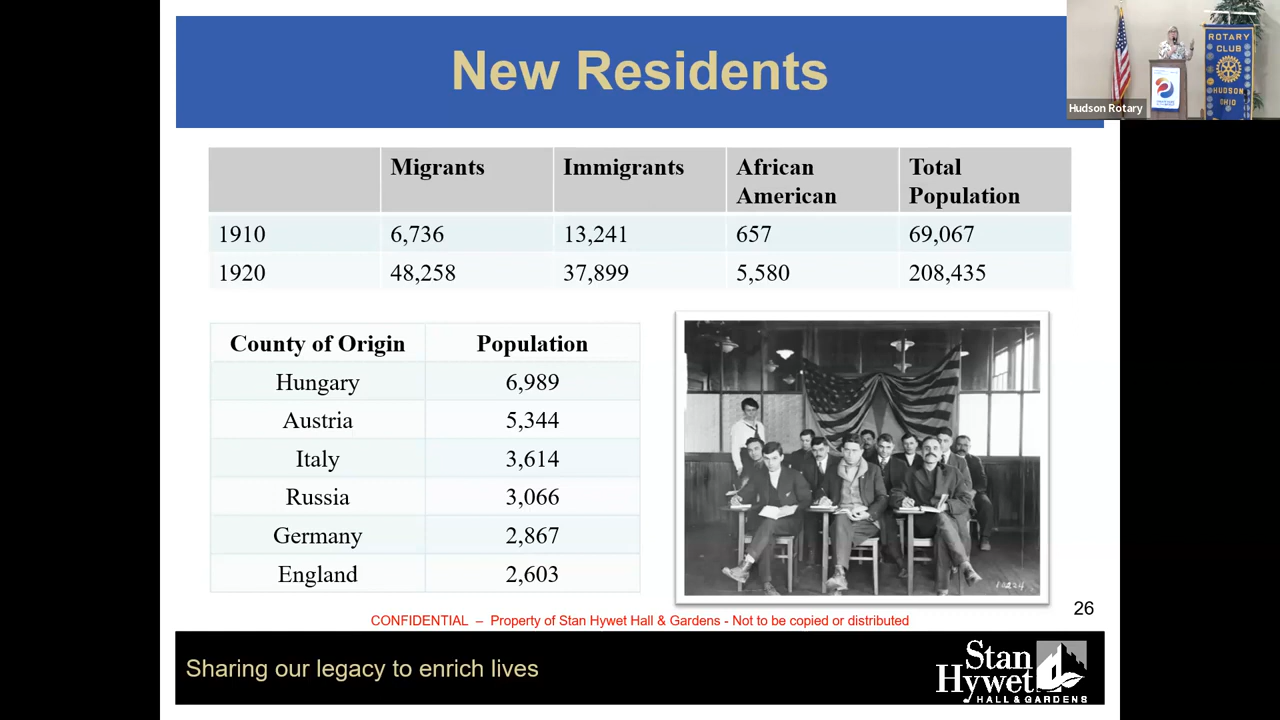 New Residents
ROTARY
CLUB
HUDSON
OHIO
Hudson Rotary
Migrants Immigrants African American Total Population
1910 6,736 13,241 657 69,067
1920 48,258 37,899 5,580 208,435
County of Origin Population
Hungary 6,989
Austria 5,344
Italy 3,614
Russia 3,066
Germany 2,867
England 2,603
26
CONFIDENTIAL – Property of Stan Hywet Hall & Gardens - Not to be copied or distributed
Sharing our legacy to enrich lives
Stan
Hywet
HALL & GARDENS